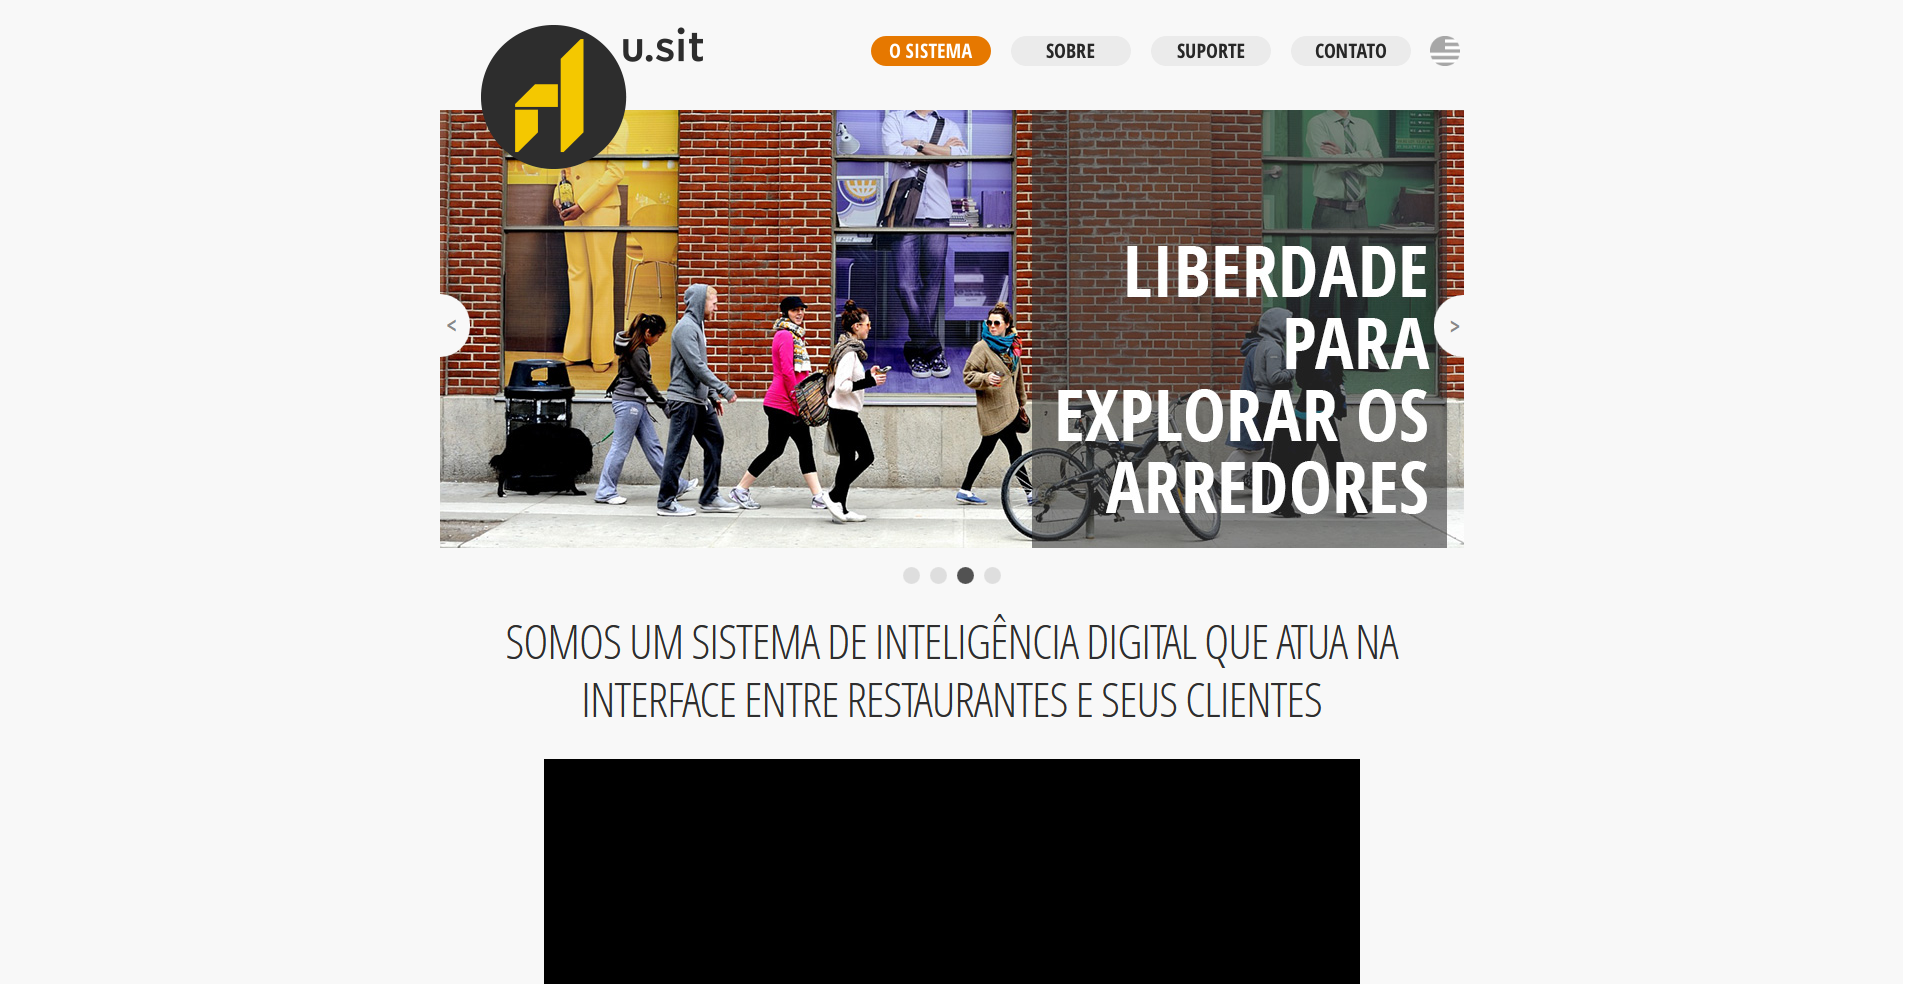 u.sit
O SISTEMA
SOBRE
SUPORTE
CONTATO
LIBERDADE
PARA
EXPLORAR OS
ARREDORES
<
>
SOMOS UM SISTEMA DE INTELIGÊNCIA DIGITAL QUE ATUA NA
INTERFACE ENTRE RESTAURANTES E SEUS CLIENTES